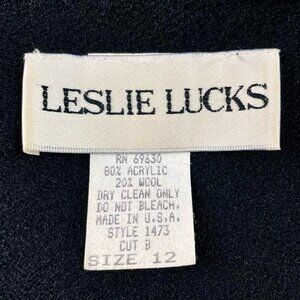 LESLIE LUCKS
RN 69630
80% ACRYLIC
20% WOOL
DRY CLEAN ONLY
DO NOT BLEACH.
MADE IN U.S.A.
STYLE 1473
CUT B
SIZE 12